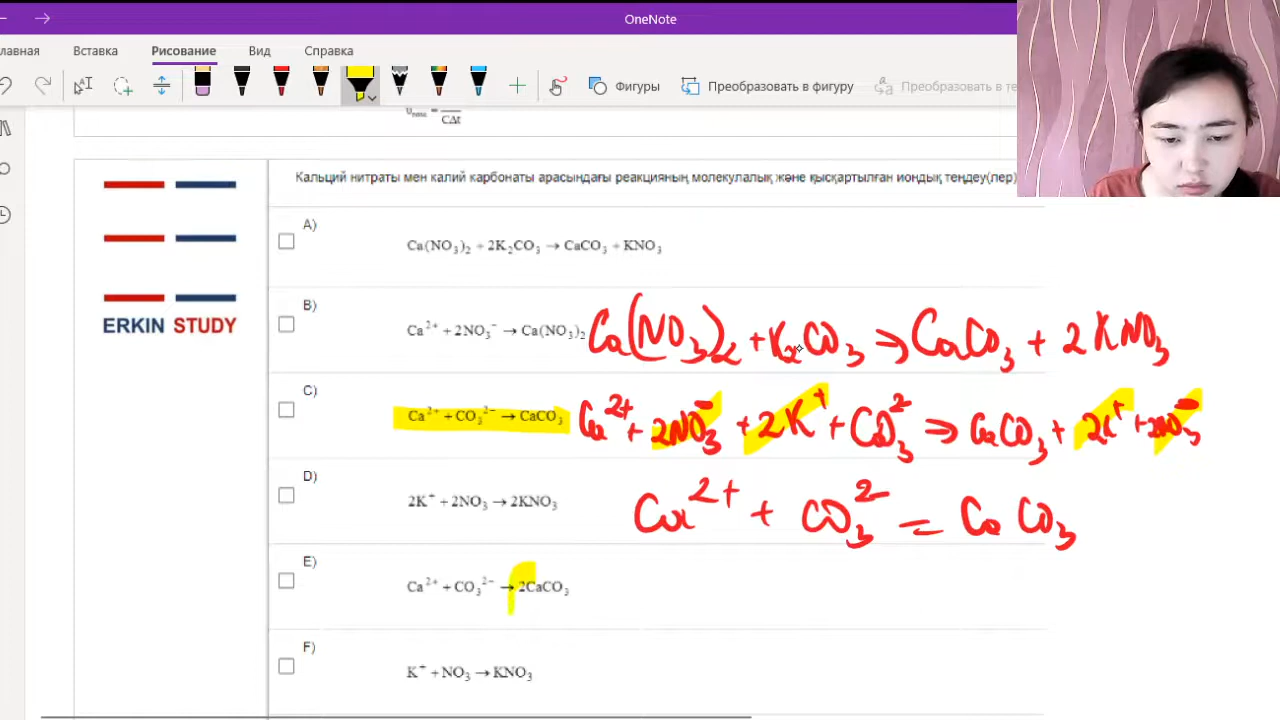 OneNote
лавная Вставка Рисование Вид Справка
Фигуры Преобразовать в фигуру Преобразовать в те
CΔt
Кальций нитраты мен калий карбонаты арасындағы реакцияның молекулалық және қысқартылған иондық теңдеу(лер)
A)
Ca(NO₃)₂ + 2K₂CO₃ → CaCO₃ + KNO₃
B)
Ca²⁺ + 2NO₃⁻ → Ca(NO₃)₂
Ca(NO₃)₂ + K₂CO₃ → CaCO₃ + 2KNO₃
ERKIN STUDY
C)
Ca²⁺ + CO₃²⁻ → CaCO₃
Ca²⁺ + 2NO₃⁻ + 2K⁺ + CO₃²⁻ → CaCO₃ + 2K⁺ + 2NO₃⁻
D)
2K⁺ + 2NO₃ → 2KNO₃
Ca²⁺ + CO₃²⁻ = CaCO₃
E)
Ca²⁺ + CO₃²⁻ → 2CaCO₃
F)
K⁺ + NO₃ → KNO₃